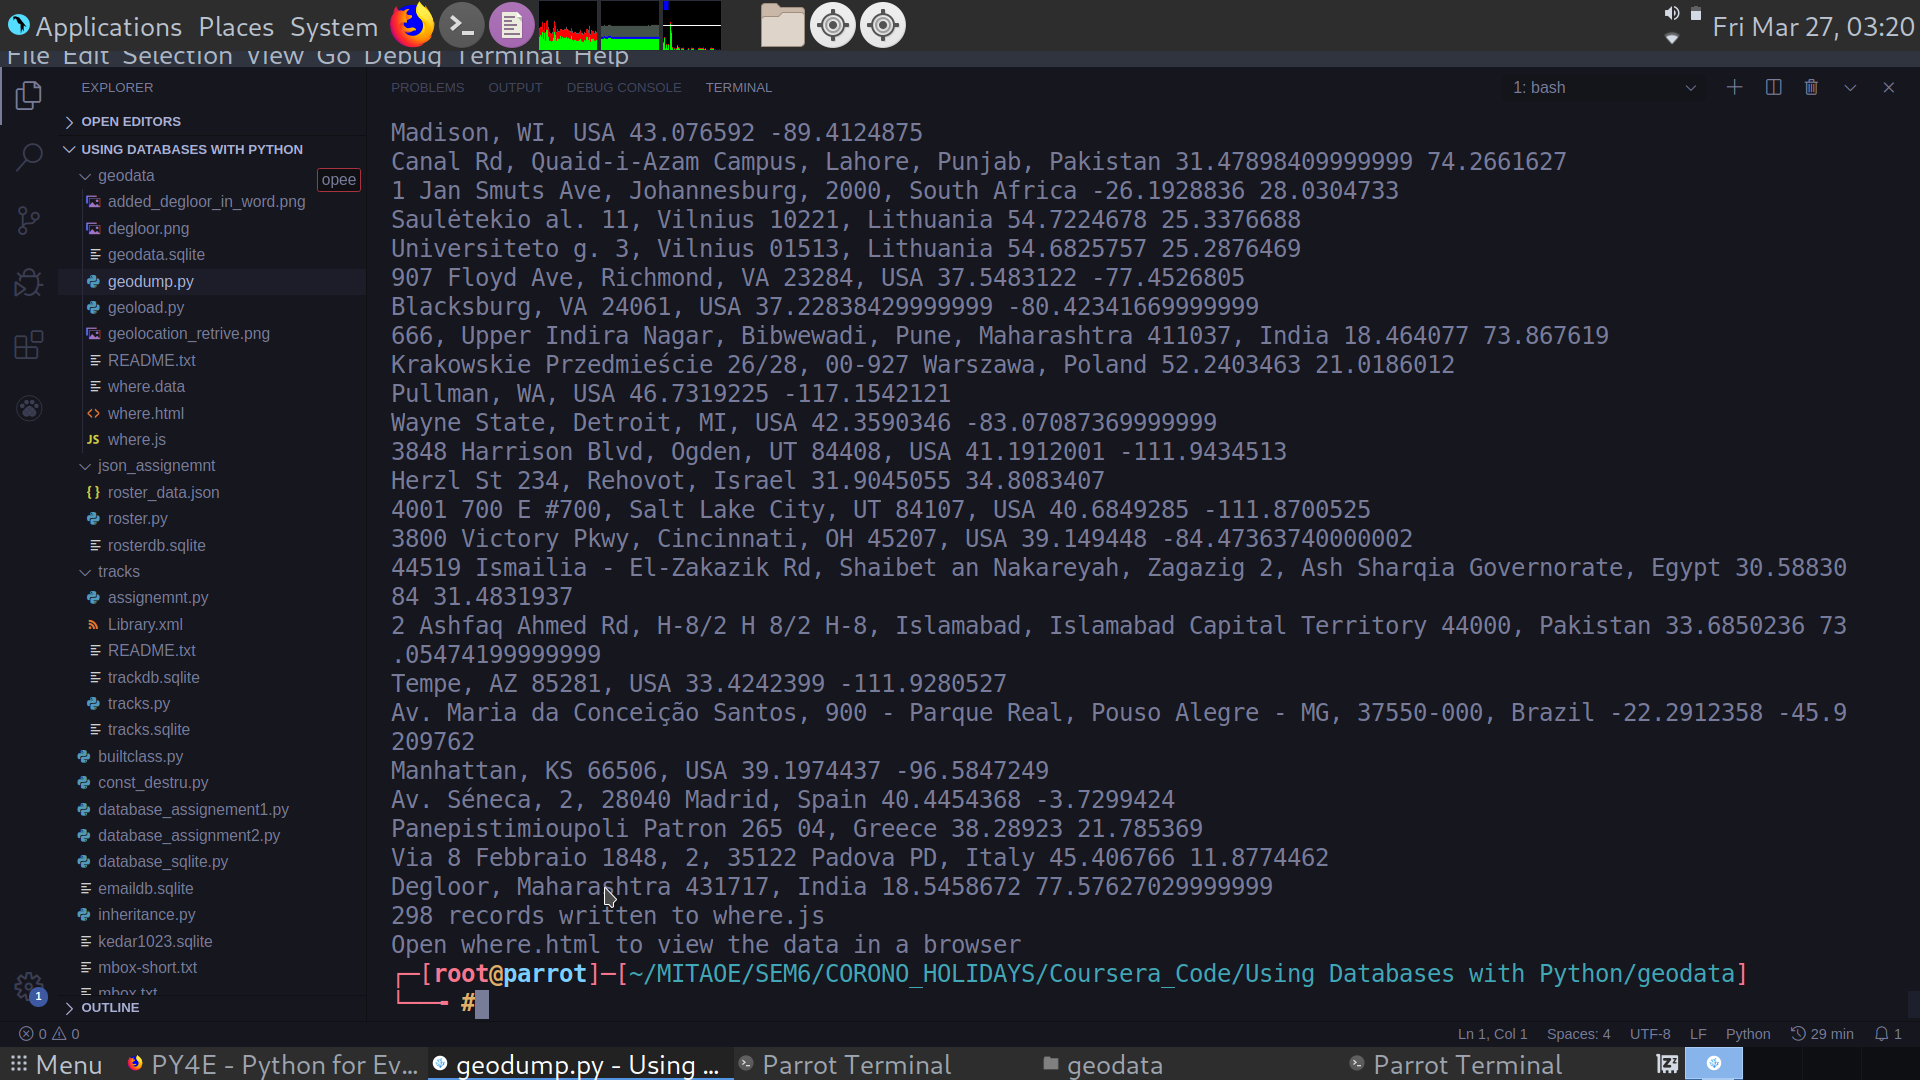 Applications Places System
Fri Mar 27, 03:20
File Edit Selection View Go Debug Terminal Help
EXPLORER
OPEN EDITORS
USING DATABASES WITH PYTHON
geodata
opee
added_degloor_in_word.png
degloor.png
geodata.sqlite
geodump.py
geoload.py
geolocation_retrive.png
README.txt
where.data
where.html
JS where.js
json_assignemnt
roster_data.json
roster.py
rosterdb.sqlite
tracks
assignemnt.py
Library.xml
README.txt
trackdb.sqlite
tracks.py
tracks.sqlite
builtclass.py
const_destru.py
database_assignement1.py
database_assignment2.py
database_sqlite.py
emaildb.sqlite
inheritance.py
kedar1023.sqlite
mbox-short.txt
mbox.txt
OUTLINE
1
PROBLEMS OUTPUT DEBUG CONSOLE TERMINAL
1: bash
Madison, WI, USA 43.076592 -89.4124875
Canal Rd, Quaid-i-Azam Campus, Lahore, Punjab, Pakistan 31.47898409999999 74.2661627
1 Jan Smuts Ave, Johannesburg, 2000, South Africa -26.1928836 28.0304733
Saulėtekio al. 11, Vilnius 10221, Lithuania 54.7224678 25.3376688
Universiteto g. 3, Vilnius 01513, Lithuania 54.6825757 25.2876469
907 Floyd Ave, Richmond, VA 23284, USA 37.5483122 -77.4526805
Blacksburg, VA 24061, USA 37.22838429999999 -80.42341669999999
666, Upper Indira Nagar, Bibwewadi, Pune, Maharashtra 411037, India 18.464077 73.867619
Krakowskie Przedmieście 26/28, 00-927 Warszawa, Poland 52.2403463 21.0186012
Pullman, WA, USA 46.7319225 -117.1542121
Wayne State, Detroit, MI, USA 42.3590346 -83.07087369999999
3848 Harrison Blvd, Ogden, UT 84408, USA 41.1912001 -111.9434513
Herzl St 234, Rehovot, Israel 31.9045055 34.8083407
4001 700 E #700, Salt Lake City, UT 84107, USA 40.6849285 -111.8700525
3800 Victory Pkwy, Cincinnati, OH 45207, USA 39.149448 -84.47363740000002
44519 Ismailia - El-Zakazik Rd, Shaibet an Nakareyah, Zagazig 2, Ash Sharqia Governorate, Egypt 30.58830
84 31.4831937
2 Ashfaq Ahmed Rd, H-8/2 H 8/2 H-8, Islamabad, Islamabad Capital Territory 44000, Pakistan 33.6850236 73
.05474199999999
Tempe, AZ 85281, USA 33.4242399 -111.9280527
Av. Maria da Conceição Santos, 900 - Parque Real, Pouso Alegre - MG, 37550-000, Brazil -22.2912358 -45.9
209762
Manhattan, KS 66506, USA 39.1974437 -96.5847249
Av. Séneca, 2, 28040 Madrid, Spain 40.4454368 -3.7299424
Panepistimioupoli Patron 265 04, Greece 38.28923 21.785369
Via 8 Febbraio 1848, 2, 35122 Padova PD, Italy 45.406766 11.8774462
Degloor, Maharashtra 431717, India 18.5458672 77.57627029999999
298 records written to where.js
Open where.html to view the data in a browser
┌─[root@parrot]─[~/MITAOE/SEM6/CORONO_HOLIDAYS/Coursera_Code/Using Databases with Python/geodata]
└──╼ #
0 0
Ln 1, Col 1 Spaces: 4 UTF-8 LF Python 29 min 1
Menu PY4E - Python for Ev... geodump.py - Using ... Parrot Terminal geodata Parrot Terminal